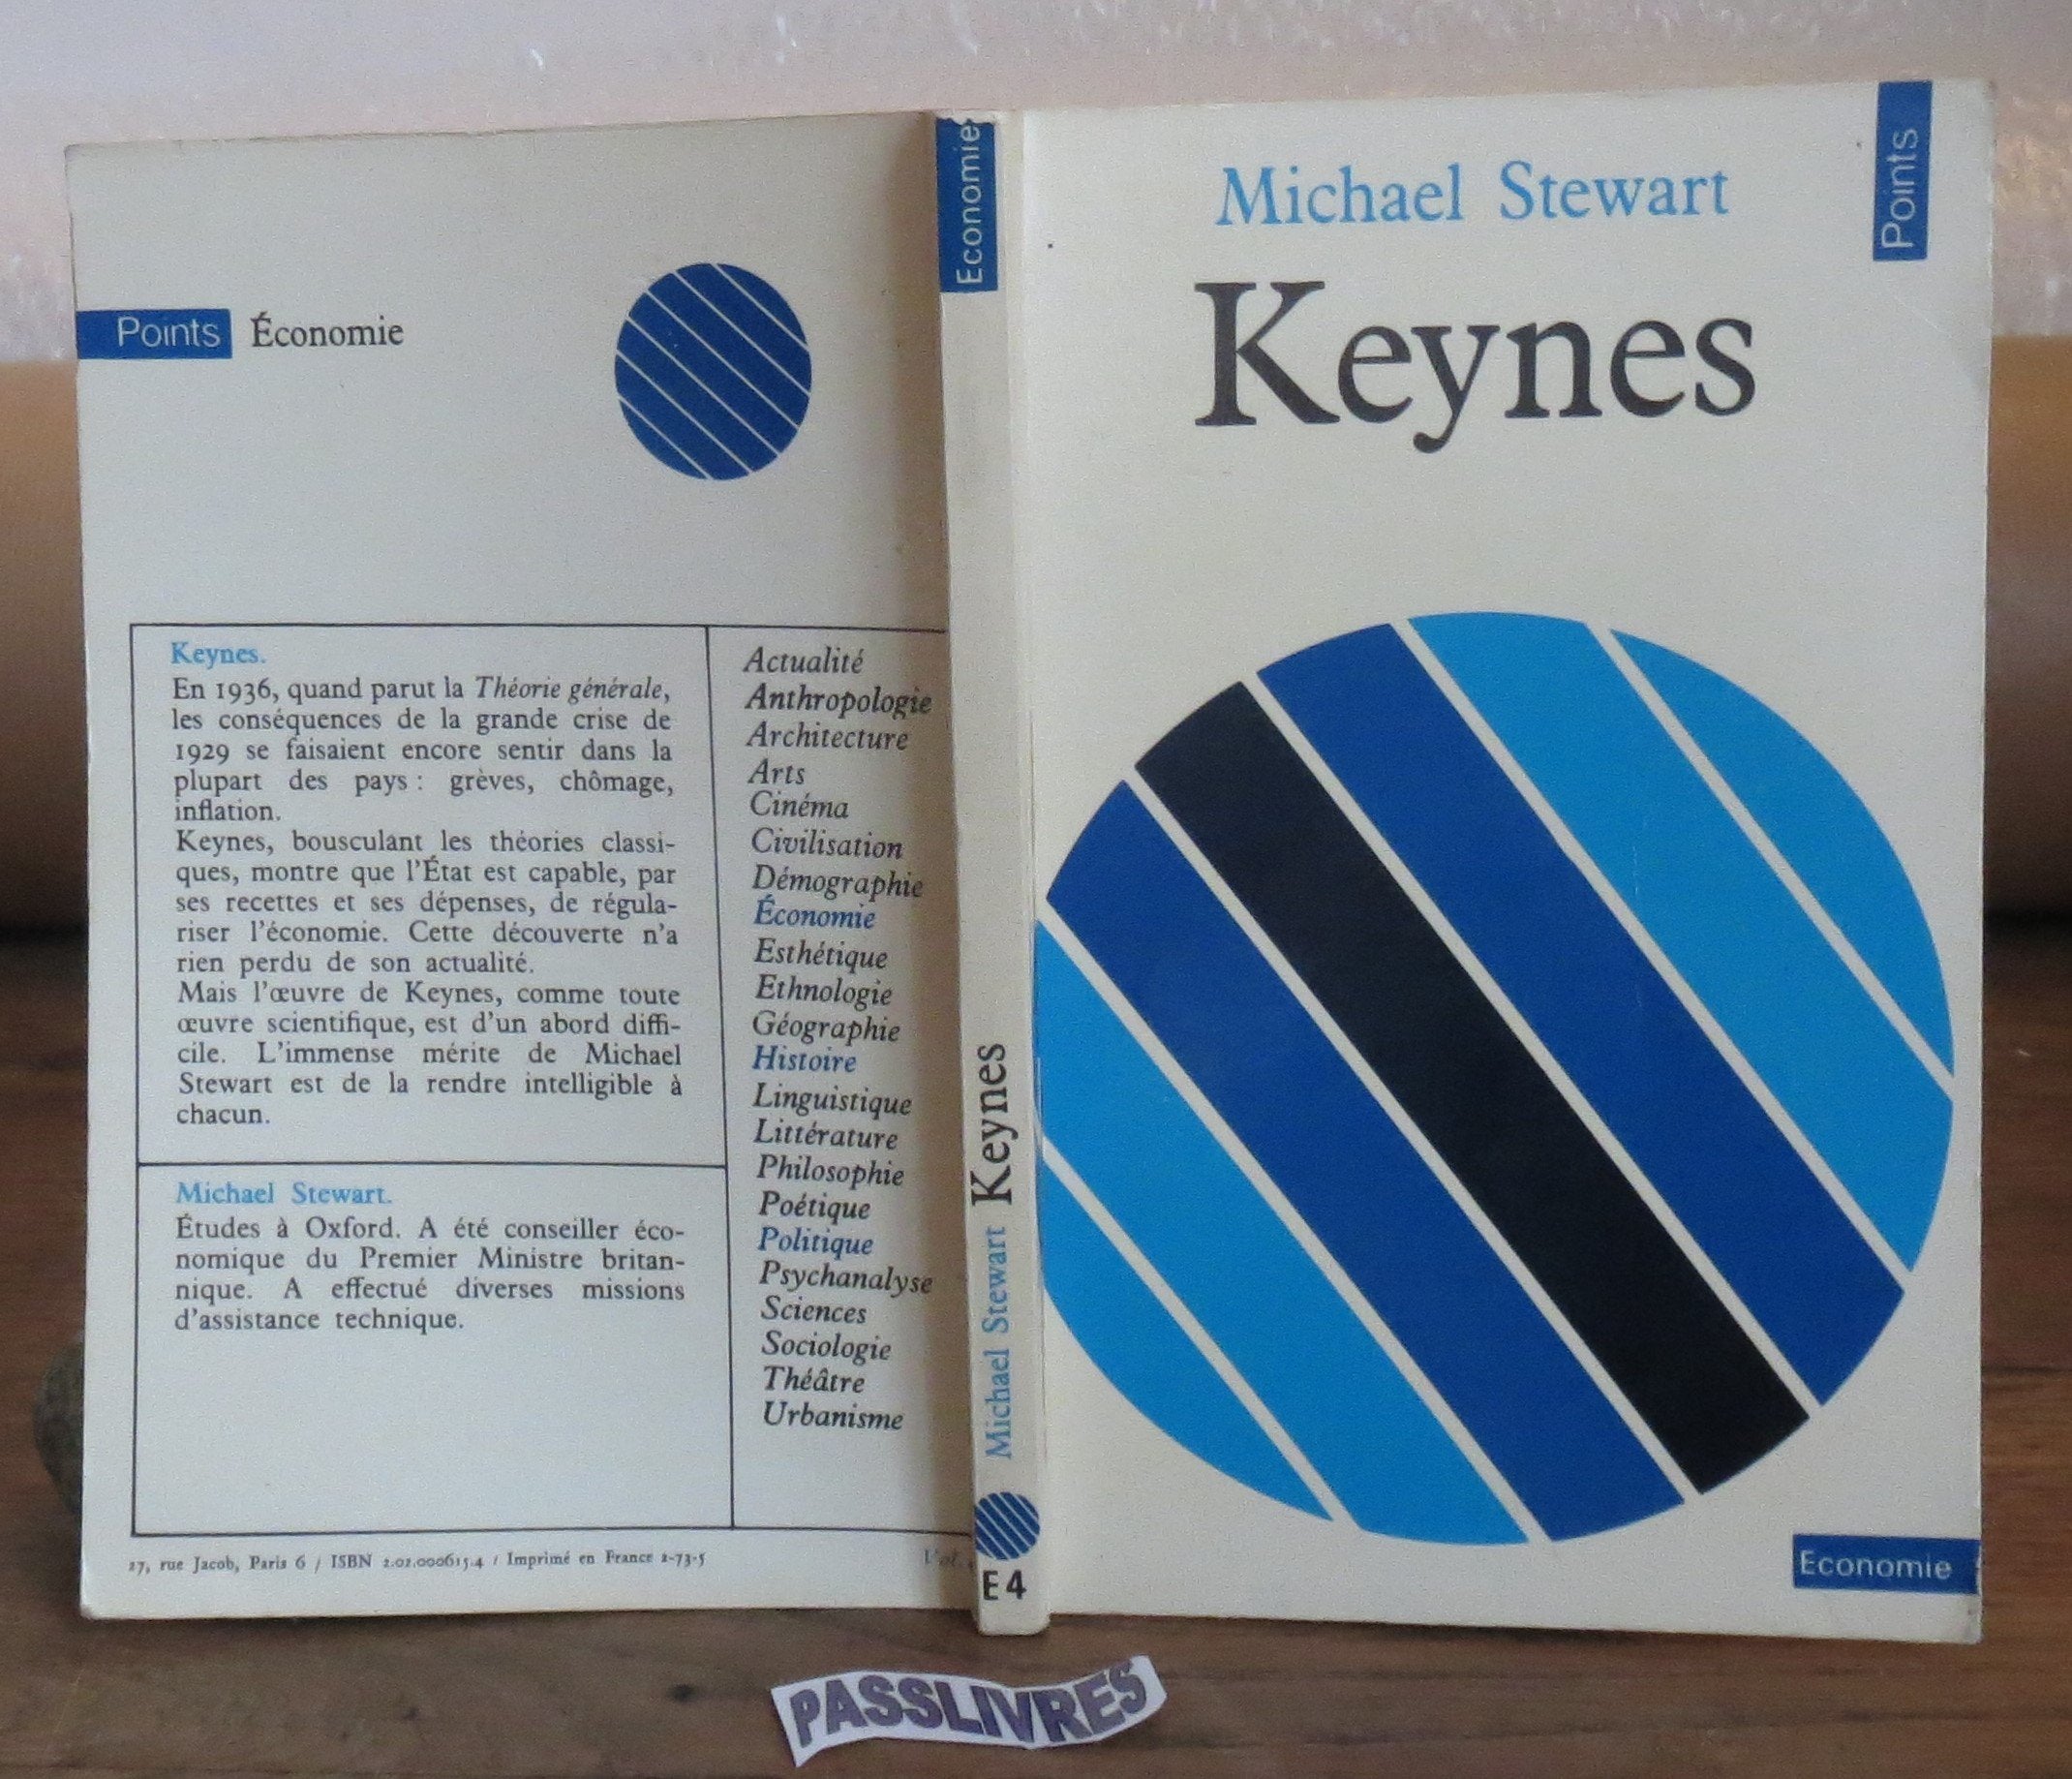 Points Économie
Keynes.
En 1936, quand parut la Théorie générale,
les conséquences de la grande crise de
1929 se faisaient encore sentir dans la
plupart des pays : grèves, chômage,
inflation.
Keynes, bousculant les théories classi-
ques, montre que l'État est capable, par
ses recettes et ses dépenses, de régula-
riser l'économie. Cette découverte n'a
rien perdu de son actualité.
Mais l'œuvre de Keynes, comme toute
œuvre scientifique, est d'un abord diffi-
cile. L'immense mérite de Michael
Stewart est de la rendre intelligible à
chacun.
Michael Stewart.
Études à Oxford. A été conseiller éco-
nomique du Premier Ministre britan-
nique. A effectué diverses missions
d'assistance technique.
Actualité
Anthropologie
Architecture
Arts
Cinéma
Civilisation
Démographie
Économie
Esthétique
Ethnologie
Géographie
Histoire
Linguistique
Littérature
Philosophie
Poétique
Politique
Psychanalyse
Sciences
Sociologie
Théâtre
Urbanisme
27, rue Jacob, Paris 6 / ISBN 2.02.000615.4 / Imprimé en France 2-73-5
Vol.
Economie
Michael Stewart Keynes
E4
Michael Stewart
Keynes
Points
Economie
PASSLIVRES